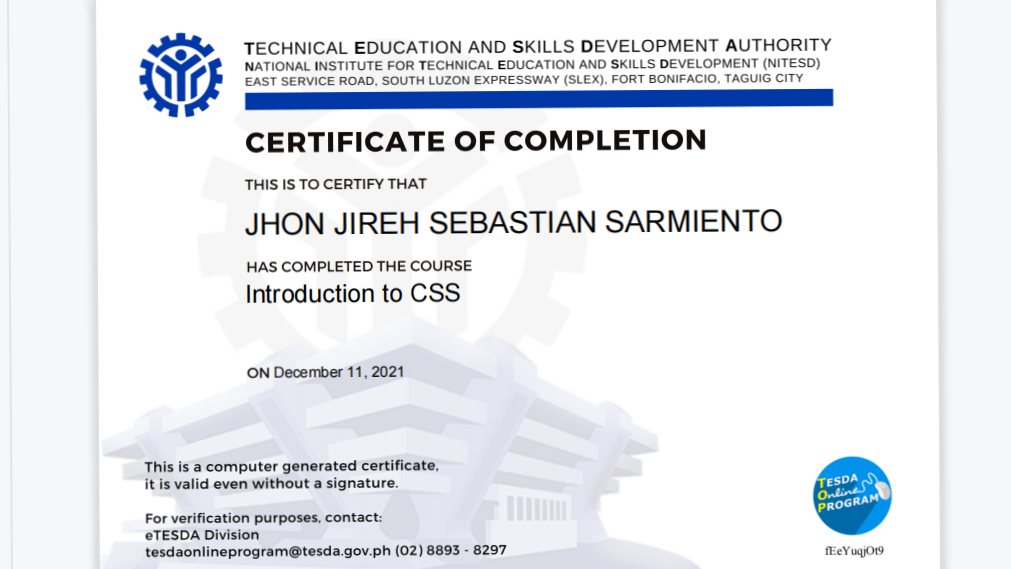 TECHNICAL EDUCATION AND SKILLS DEVELOPMENT AUTHORITY
NATIONAL INSTITUTE FOR TECHNICAL EDUCATION AND SKILLS DEVELOPMENT (NITESD)
EAST SERVICE ROAD, SOUTH LUZON EXPRESSWAY (SLEX), FORT BONIFACIO, TAGUIG CITY
CERTIFICATE OF COMPLETION
THIS IS TO CERTIFY THAT
JHON JIREH SEBASTIAN SARMIENTO
HAS COMPLETED THE COURSE
Introduction to CSS
ON December 11, 2021
This is a computer generated certificate,
it is valid even without a signature.
For verification purposes, contact:
eTESDA Division
tesdaonlineprogram@tesda.gov.ph (02) 8893 - 8297
TESDA
Online
PROGRAM
fEeYuqjOt9